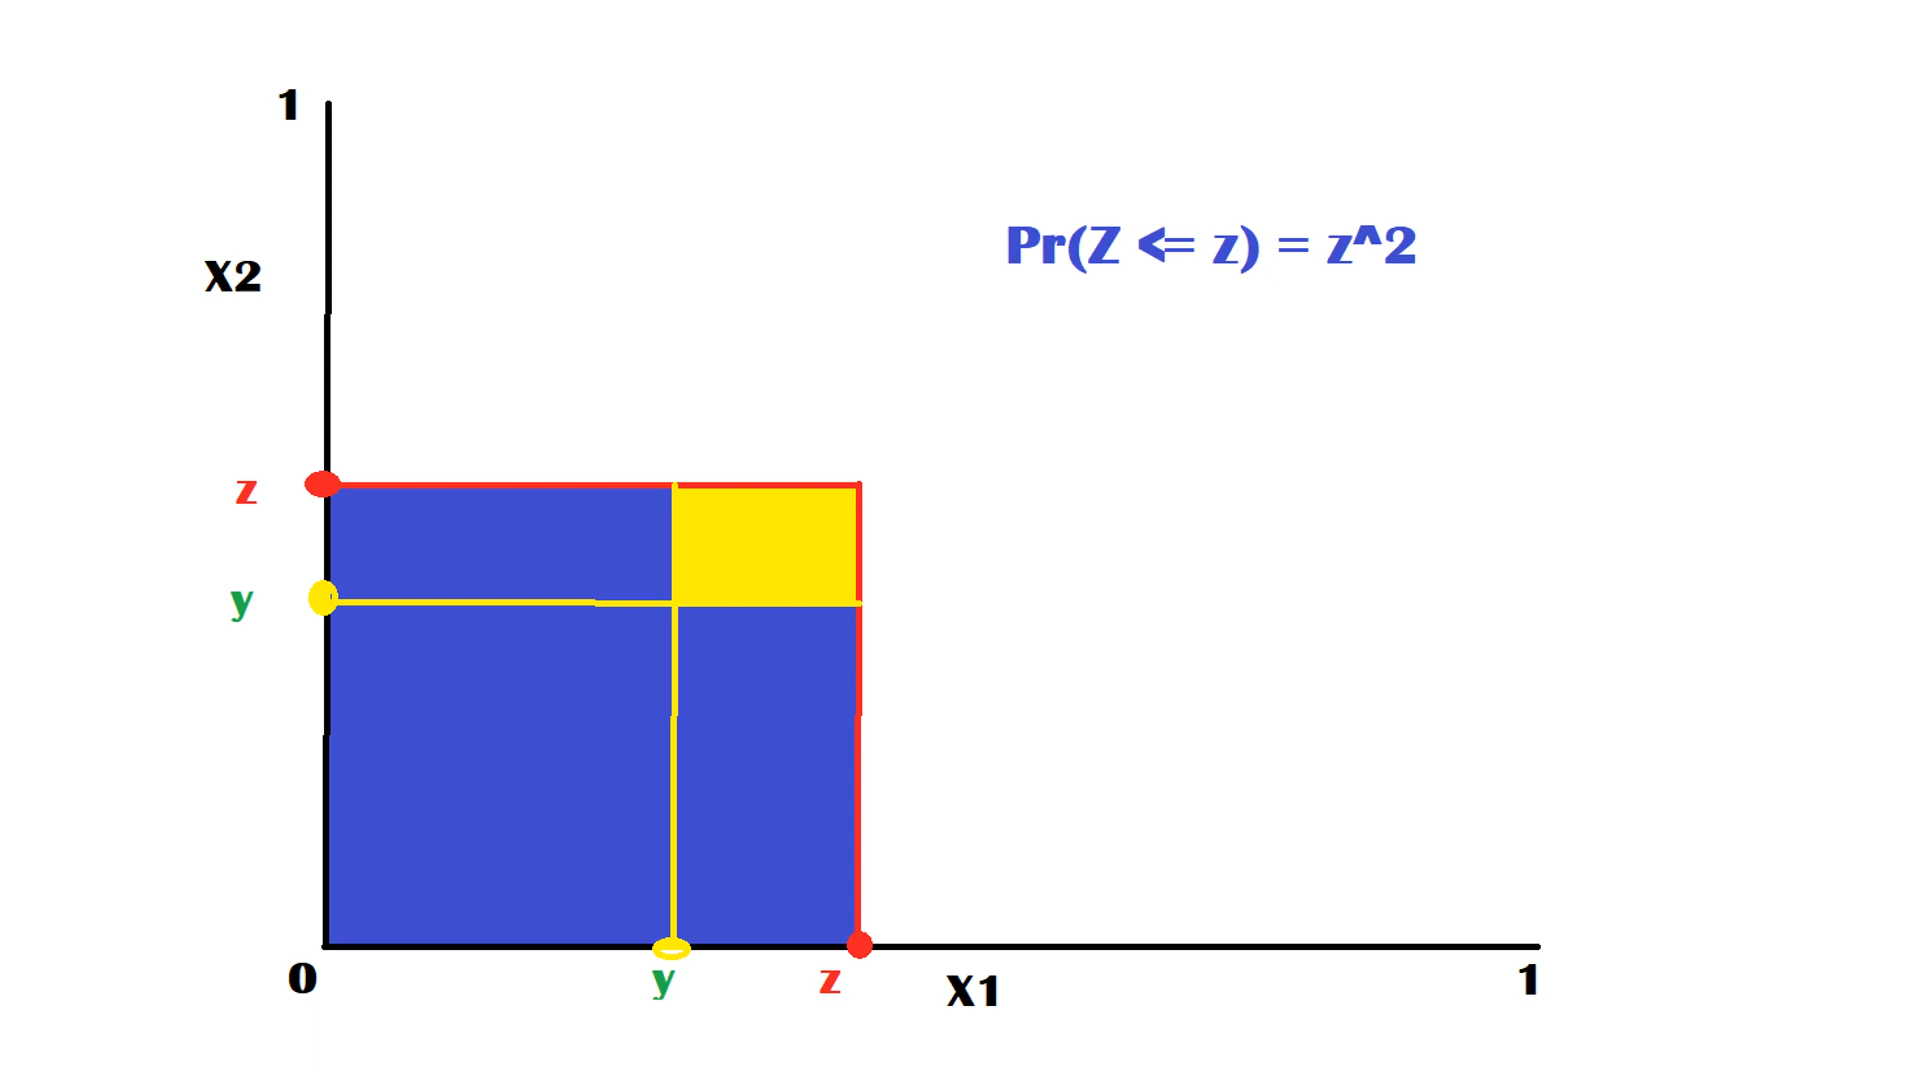 1
X2
Pr(Z <= z) = z^2
z
y
0
y
z
X1
1